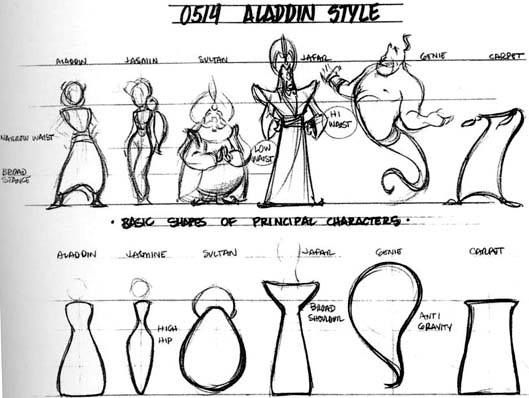 0514 ALADDIN STYLE
ALADDIN JASMIN SULTAN JAFAR GENIE CARPET
NARROW WAIST
HI WAIST
LOW WAIST
BROAD STANCE
· BASIC SHAPES OF PRINCIPAL CHARACTERS ·
ALADDIN JASMINE SULTAN JAFAR GENIE CARPET
HIGH HIP
BROAD SHOULDER
ANTI GRAVITY